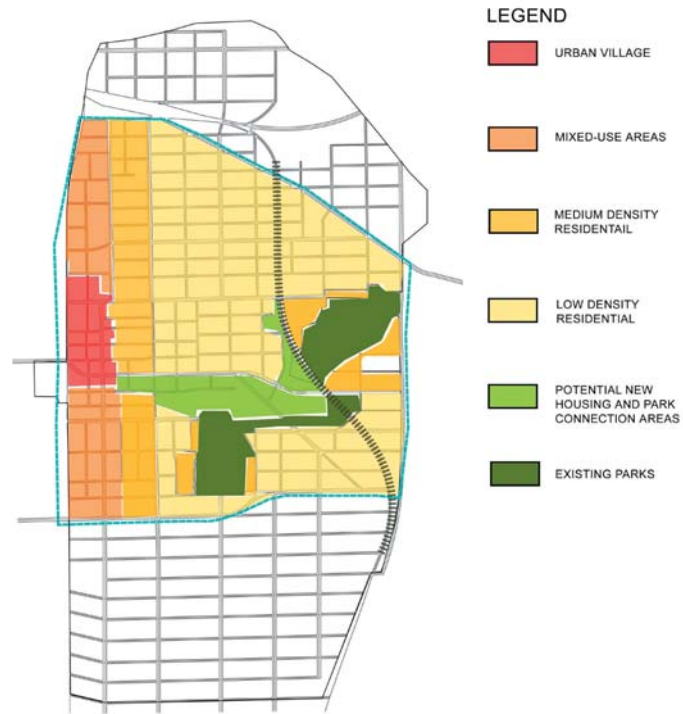 LEGEND
URBAN VILLAGE
MIXED-USE AREAS
MEDIUM DENSITY
RESIDENTAIL
LOW DENSITY
RESIDENTIAL
POTENTIAL NEW
HOUSING AND PARK
CONNECTION AREAS
EXISTING PARKS